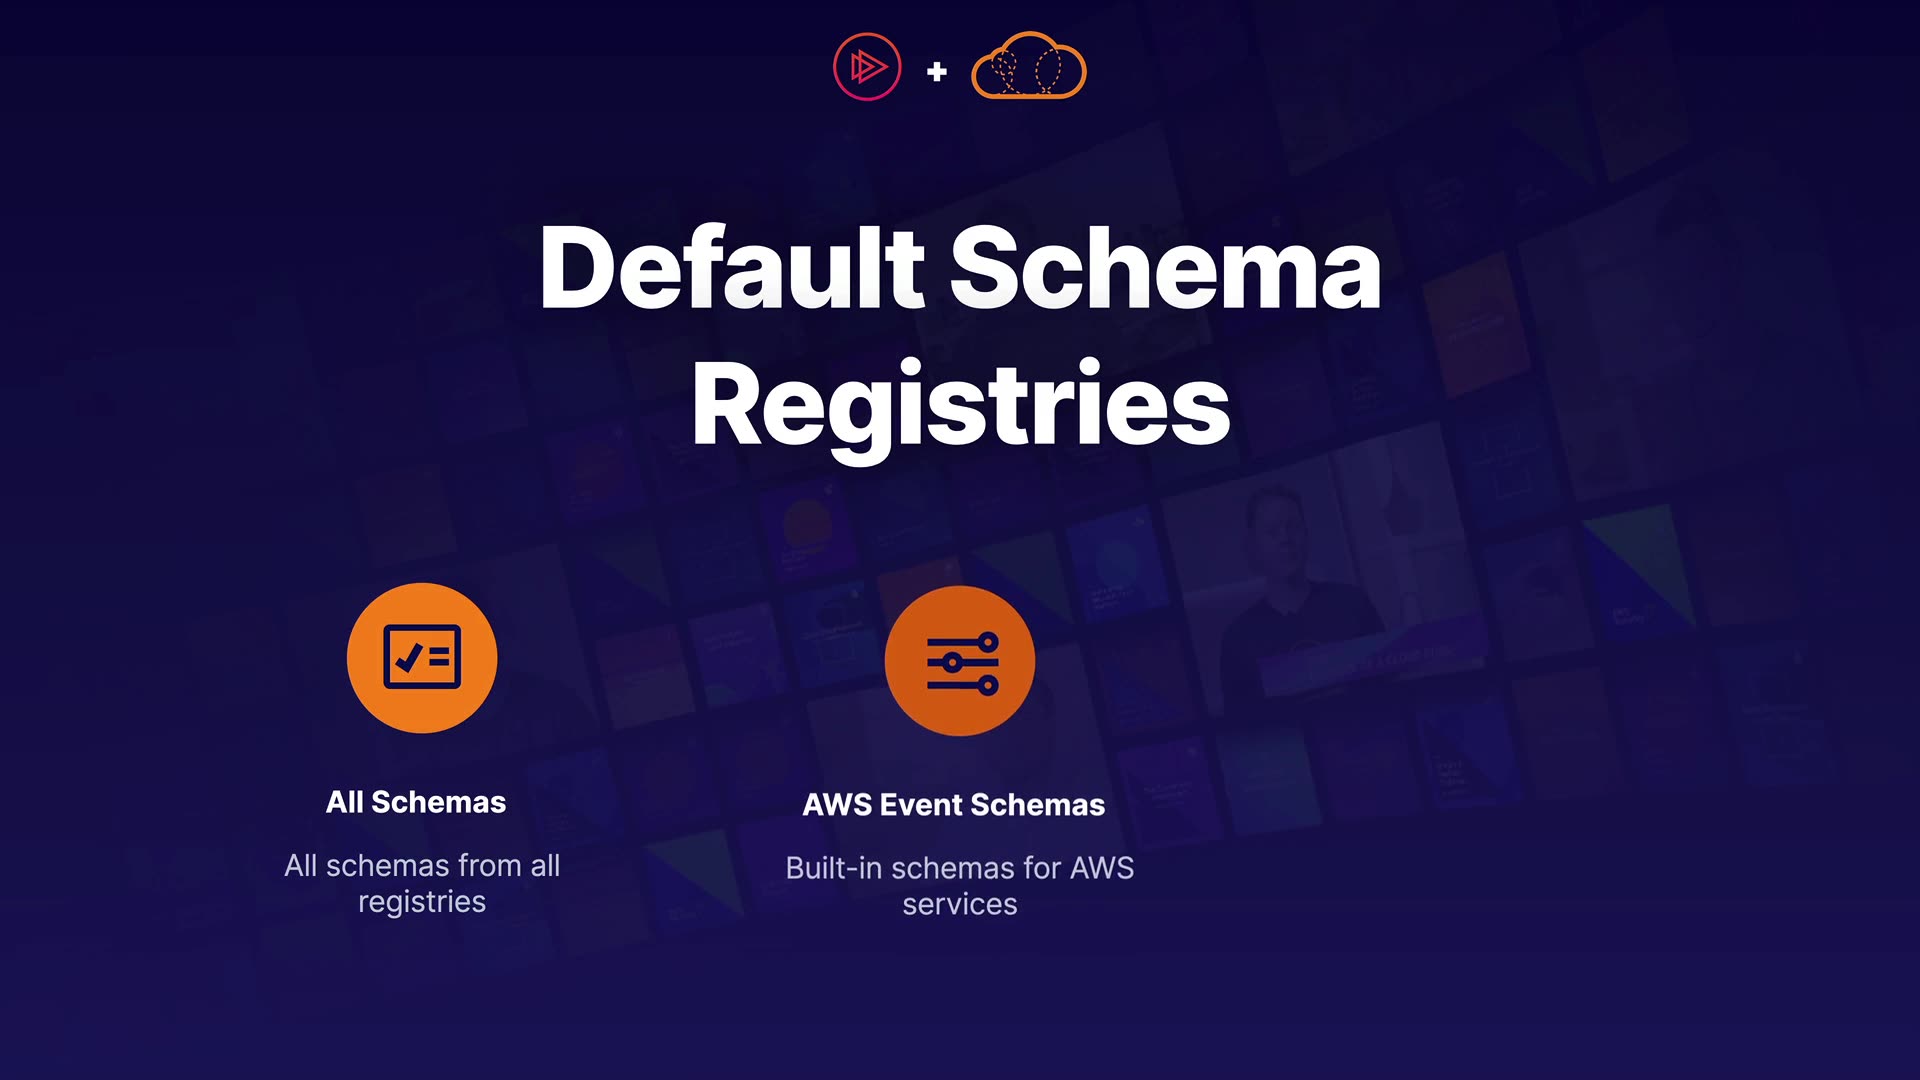 Default Schema
Registries
All Schemas
All schemas from all
registries
AWS Event Schemas
Built-in schemas for AWS
services